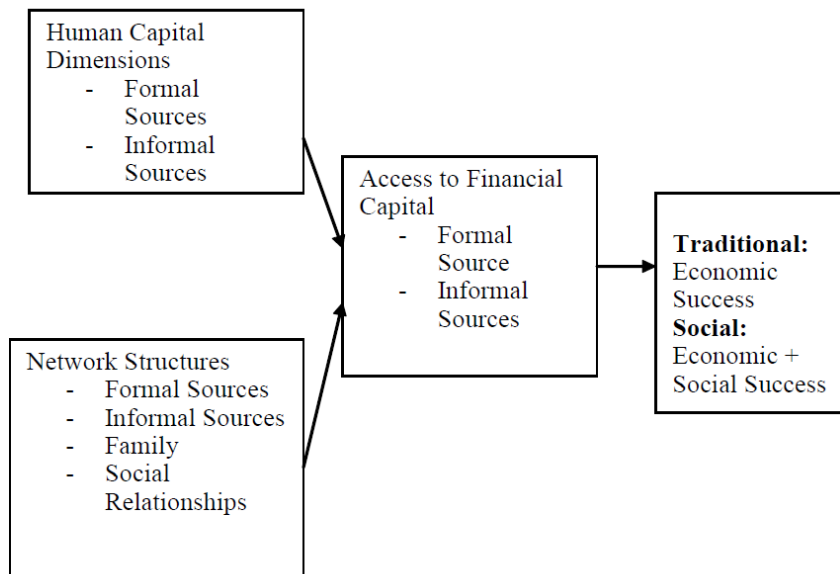 Human Capital
Dimensions
- Formal
Sources
- Informal
Sources
Access to Financial
Capital
- Formal
Source
- Informal
Sources
Traditional:
Economic
Success
Social:
Economic +
Social Success
Network Structures
- Formal Sources
- Informal Sources
- Family
- Social
Relationships